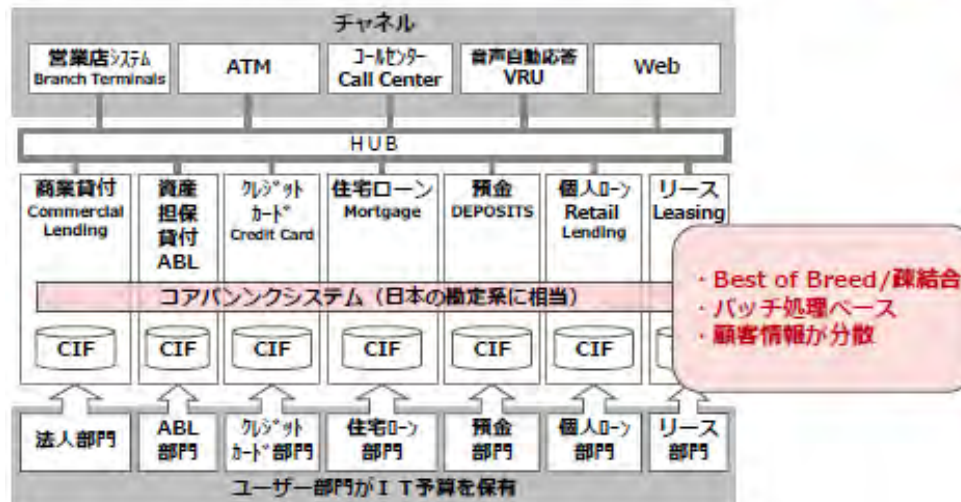 チャネル
営業店ｼｽﾃﾑ
Branch Terminals
ATM
ｺｰﾙｾﾝﾀｰ
Call Center
音声自動応答
VRU
Web
HUB
商業貸付
Commercial
Lending
資産
担保
貸付
ABL
ｸﾚｼﾞｯﾄ
ｶｰﾄﾞ
Credit Card
住宅ローン
Mortgage
預金
DEPOSITS
個人ﾛｰﾝ
Retail
Lending
リース
Leasing
コアバンンクシステム（日本の勘定系に相当）
・Best of Breed/疎結合
・バッチ処理ベース
・顧客情報が分散
CIF
CIF
CIF
CIF
CIF
CIF
法人部門
ABL
部門
ｸﾚｼﾞｯﾄ
ｶｰﾄﾞ部門
住宅ﾛｰﾝ
部門
預金
部門
個人ﾛｰﾝ
部門
リース
部門
ユーザー部門がＩＴ予算を保有